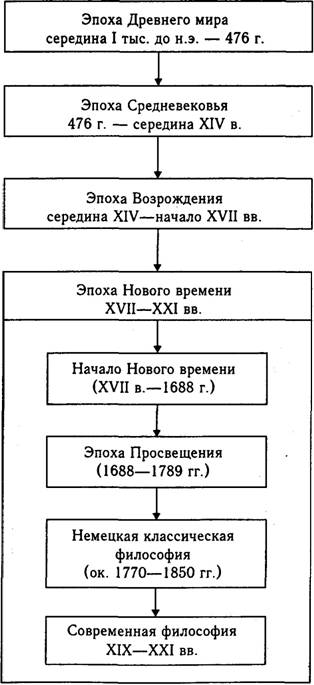 Эпоха Древнего мира
середина I тыс. до н.э. — 476 г.
Эпоха Средневековья
476 г. — середина XIV в.
Эпоха Возрождения
середина XIV—начало XVII вв.
Эпоха Нового времени
XVII—XXI вв.
Начало Нового времени
(XVII в.—1688 г.)
Эпоха Просвещения
(1688—1789 гг.)
Немецкая классическая
философия
(ок. 1770—1850 гг.)
Современная философия
XIX—XXI вв.